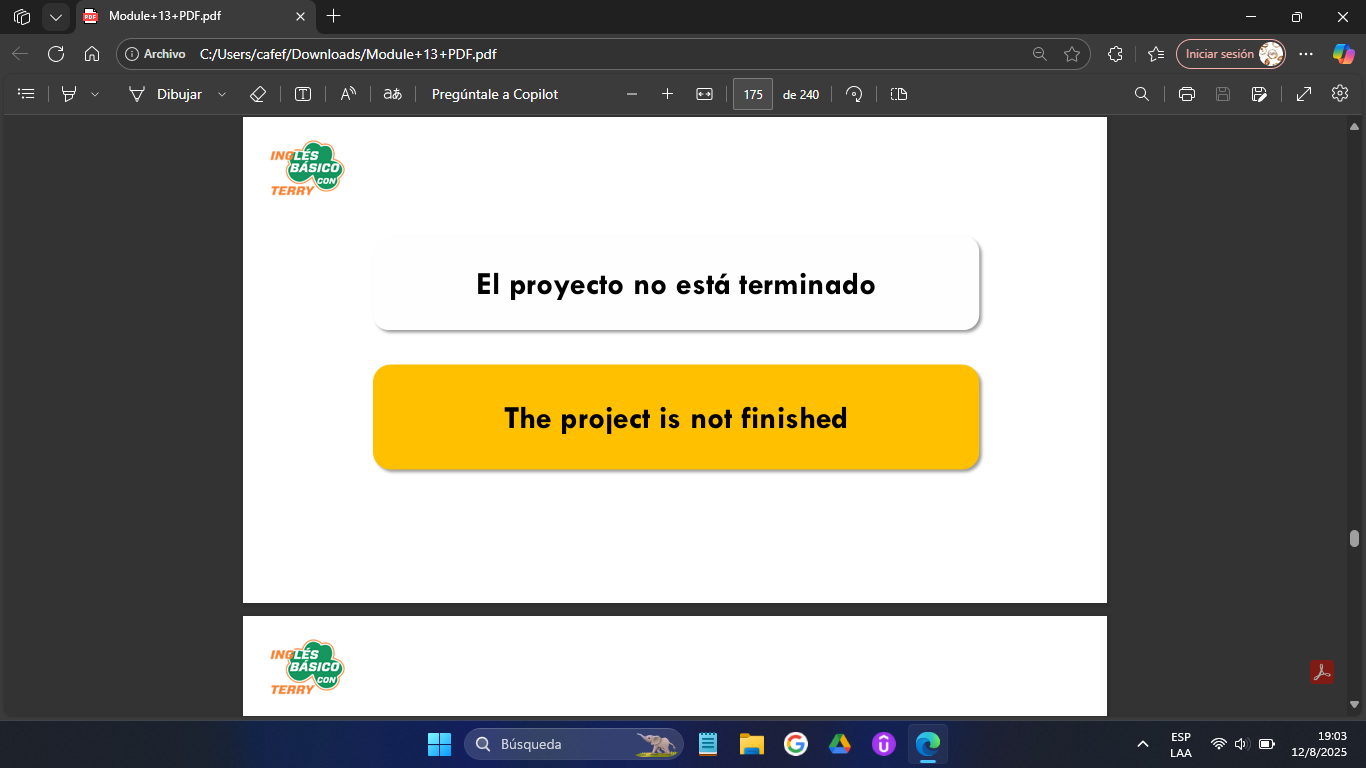 Module+13+PDF.pdf
Archivo
C:/Users/cafef/Downloads/Module+13+PDF.pdf
Iniciar sesión
Dibujar
Pregúntale a Copilot
175
de 240
INGLÉS
BÁSICO
CON
TERRY
El proyecto no está terminado
The project is not finished
INGLÉS
BÁSICO
CON
TERRY
Búsqueda
ESP
LAA
19:03
12/8/2025